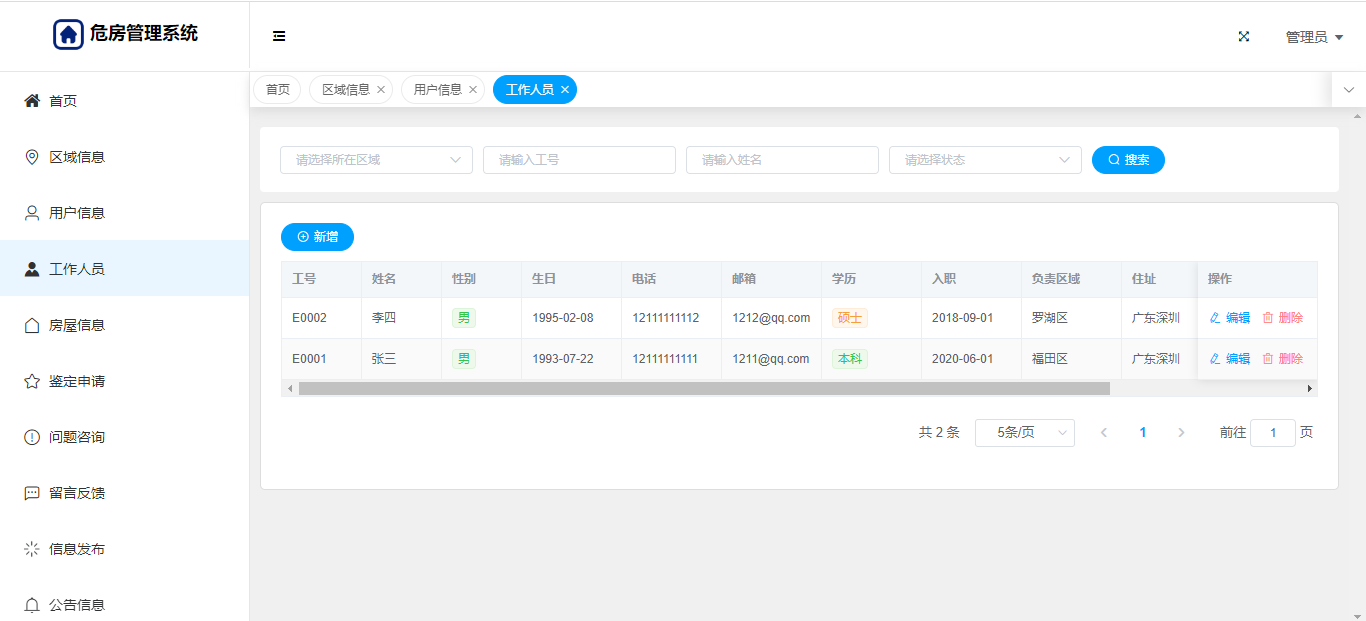 危房管理系统
管理员
首页
区域信息
用户信息
工作人员
房屋信息
鉴定申请
问题咨询
留言反馈
信息发布
公告信息
首页 区域信息 用户信息 工作人员
请选择所在区域 请输入工号 请输入姓名 请选择状态 搜索
新增
工号 姓名 性别 生日 电话 邮箱 学历 入职 负责区域 住址 操作
E0002 李四 男 1995-02-08 12111111112 1212@qq.com 硕士 2018-09-01 罗湖区 广东深圳 编辑 删除
E0001 张三 男 1993-07-22 12111111111 1211@qq.com 本科 2020-06-01 福田区 广东深圳 编辑 删除
共 2 条 5条/页 1 前往 1 页